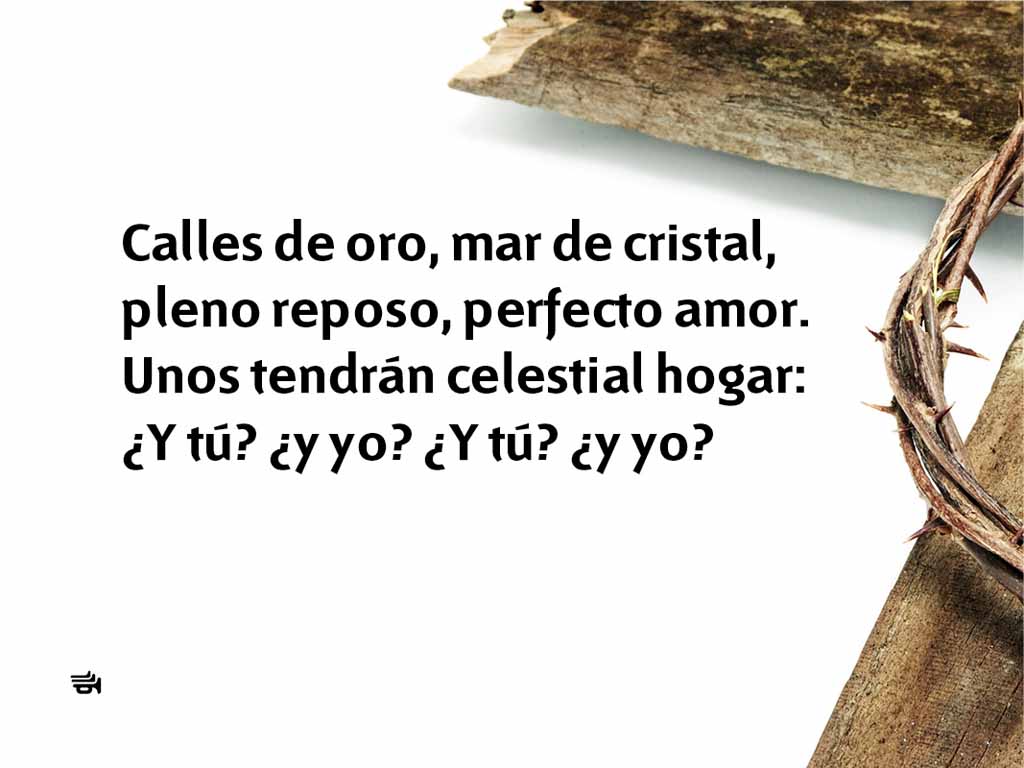 Calles de oro, mar de cristal,
pleno reposo, perfecto amor.
Unos tendrán celestial hogar:
¿Y tú? ¿y yo? ¿Y tú? ¿y yo?